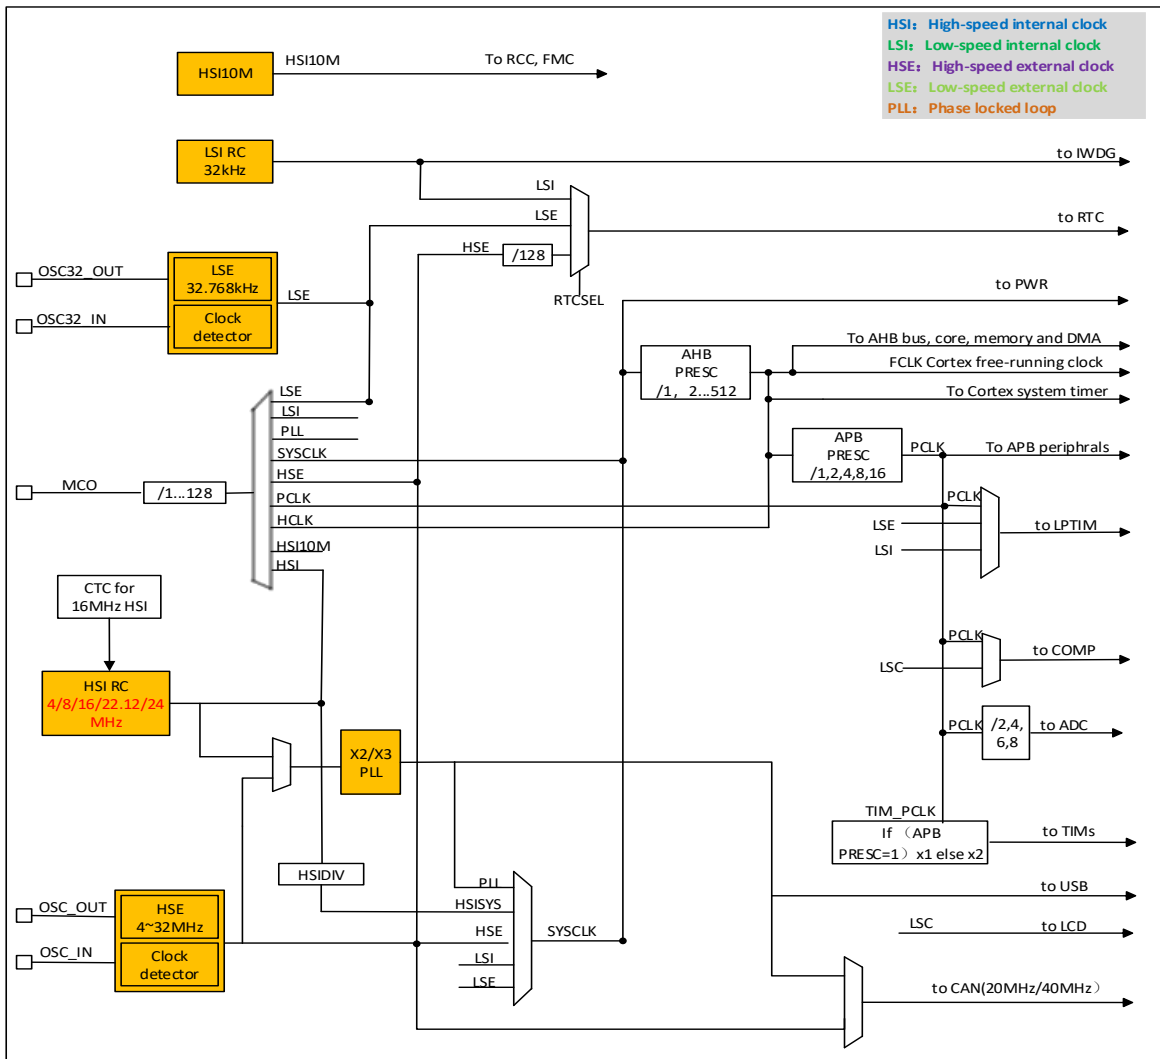 HSI：High-speed internal clock
LSI：Low-speed internal clock
HSE：High-speed external clock
LSE：Low-speed external clock
PLL：Phase locked loop
HSI10M
HSI10M
To RCC, FMC
LSI RC
32kHz
to IWDG
LSI
LSE
HSE
/128
to RTC
RTCSEL
OSC32_OUT
OSC32_IN
LSE
32.768kHz
Clock
detector
LSE
to PWR
To AHB bus, core, memory and DMA
AHB
PRESC
/1，2...512
FCLK Cortex free-running clock
To Cortex system timer
LSE
LSI
PLL
SYSCLK
HSE
PCLK
HCLK
HSI10M
HSI
MCO
/1...128
APB
PRESC
/1,2,4,8,16
PCLK
To APB periphrals
PCLK
LSE
LSI
to LPTIM
CTC for
16MHz HSI
PCLK
LSC
to COMP
HSI RC
4/8/16/22.12/24
MHz
PCLK
/2,4,
6,8
to ADC
X2/X3
PLL
TIM_PCLK
If （APB
PRESC=1）x1 else x2
to TIMs
HSIDIV
PLL
HSISYS
HSE
LSI
LSE
SYSCLK
to USB
LSC
to LCD
OSC_OUT
OSC_IN
HSE
4~32MHz
Clock
detector
to CAN(20MHz/40MHz）